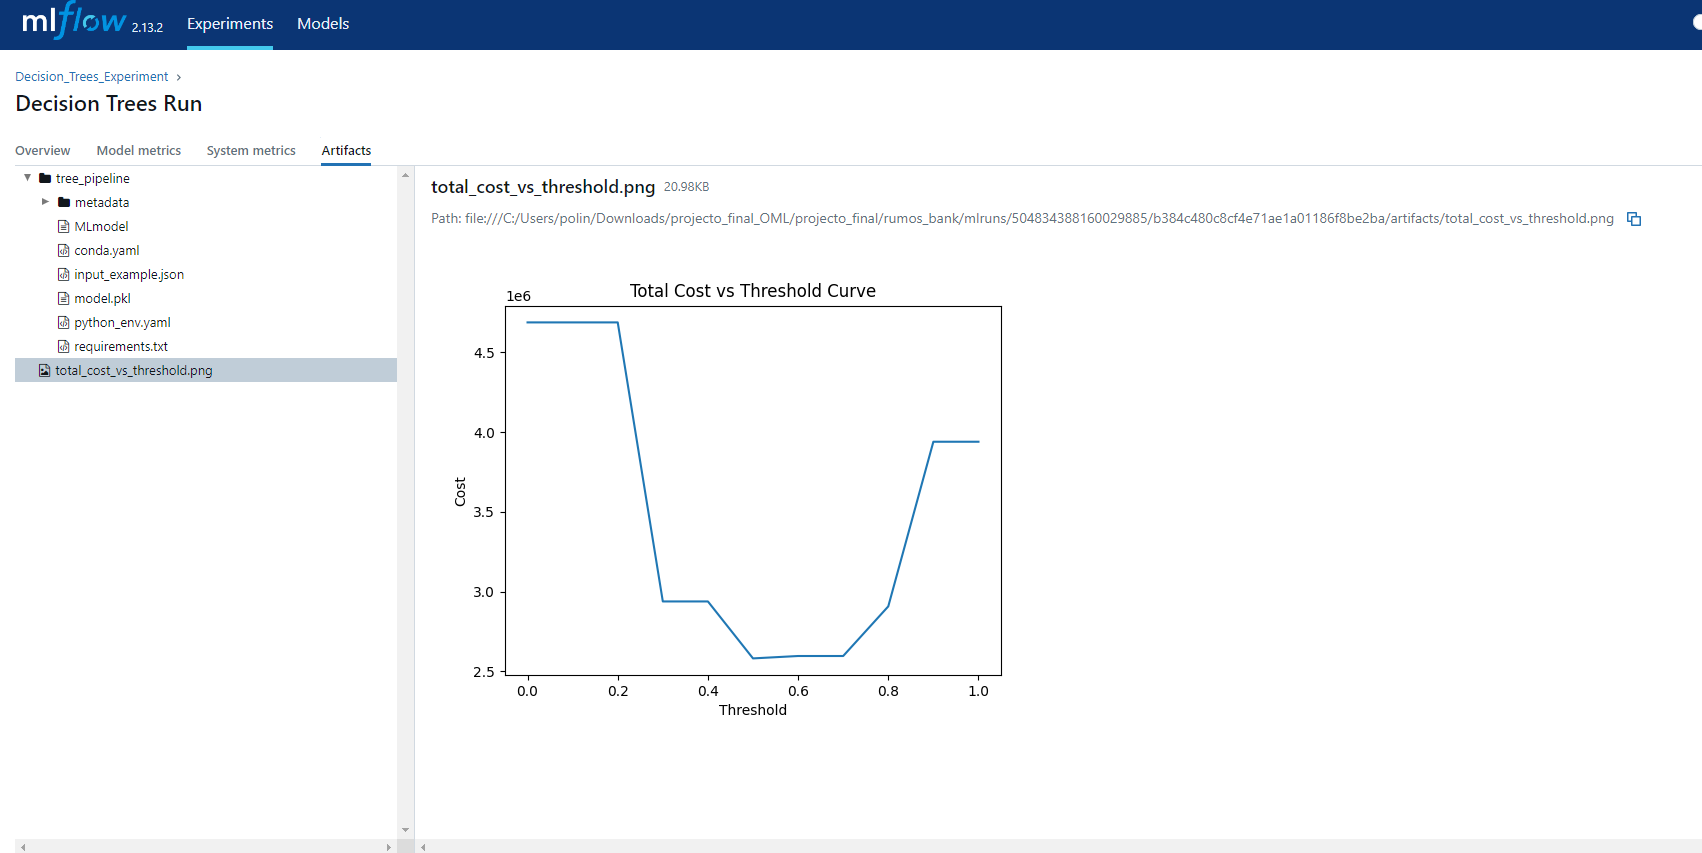 mlflow 2.13.2 Experiments Models
Decision_Trees_Experiment
Decision Trees Run
Overview Model metrics System metrics Artifacts
tree_pipeline
metadata
MLmodel
conda.yaml
input_example.json
model.pkl
python_env.yaml
requirements.txt
total_cost_vs_threshold.png
total_cost_vs_threshold.png 20.98KB
Path: file:///C:/Users/polin/Downloads/projecto_final_OML/projecto_final/rumos_bank/mlruns/504834388160029885/b384c480c8cf4e71ae1a01186f8be2ba/artifacts/total_cost_vs_threshold.png
Total Cost vs Threshold Curve
1e6
4.5
4.0
3.5
3.0
2.5
Cost
0.0 0.2 0.4 0.6 0.8 1.0
Threshold